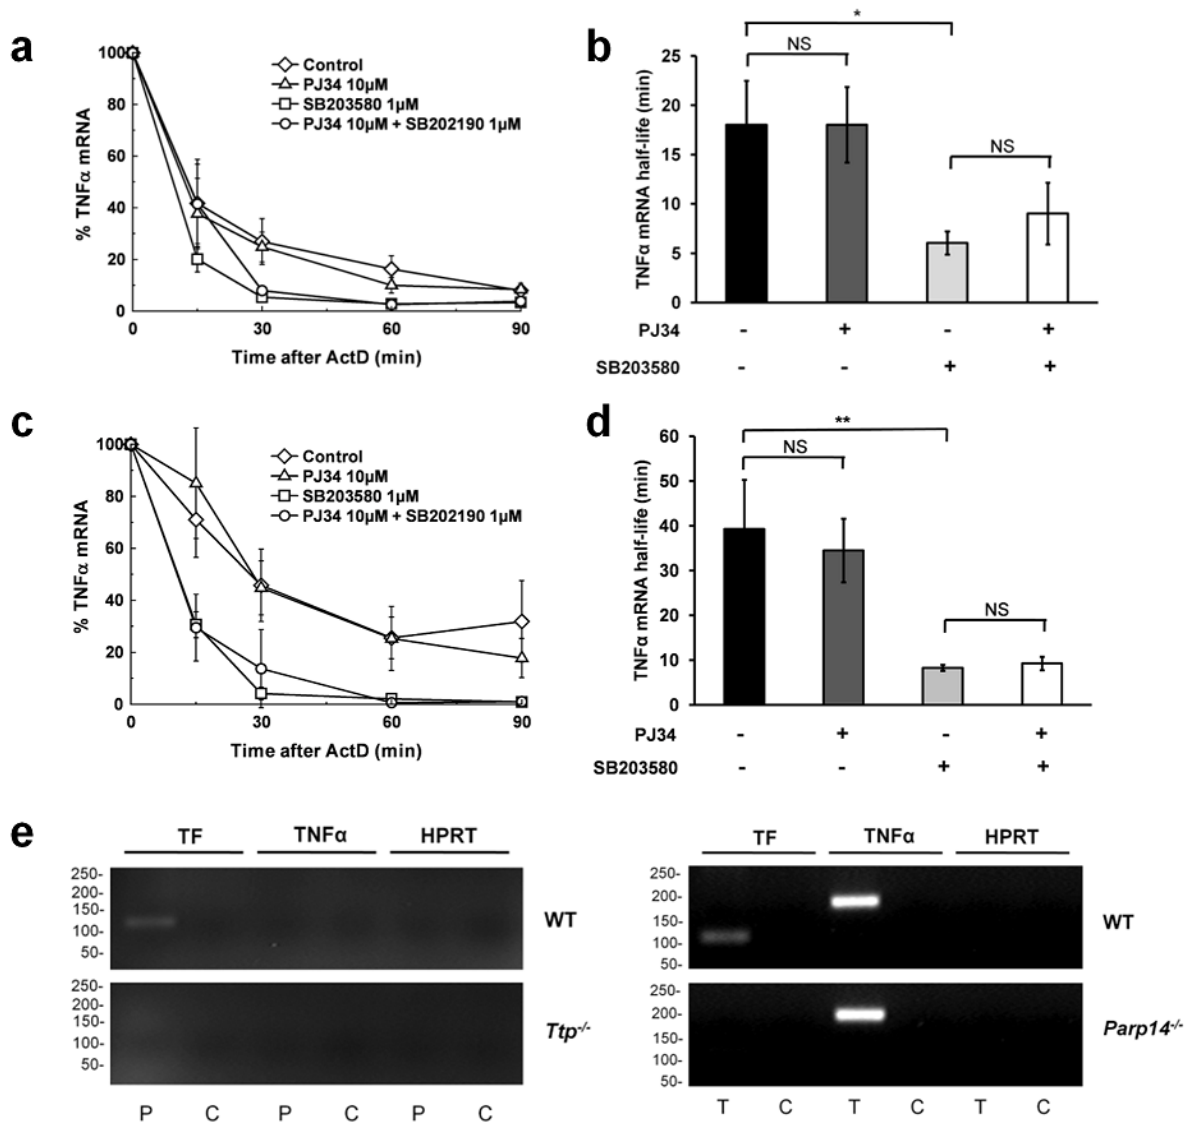 a
100
80
60
40
20
0
% TNFα mRNA
Control
PJ34 10µM
SB203580 1µM
PJ34 10µM + SB202190 1µM
0 30 60 90
Time after ActD (min)
b
*
NS
NS
25
20
15
10
5
0
TNFα mRNA half-life (min)
PJ34 - + - +
SB203580 - - + +
c
100
80
60
40
20
0
% TNFα mRNA
Control
PJ34 10µM
SB203580 1µM
PJ34 10µM + SB202190 1µM
0 30 60 90
Time after ActD (min)
d
**
NS
NS
60
50
40
30
20
10
0
TNFα mRNA half-life (min)
PJ34 - + - +
SB203580 - - + +
e
TF TNFα HPRT
250-
200-
150-
100-
50-
WT
250-
200-
150-
100-
50-
Ttp-/-
P C P C P C
TF TNFα HPRT
250-
200-
150-
100-
50-
WT
250-
200-
150-
100-
50-
Parp14-/-
T C T C T C